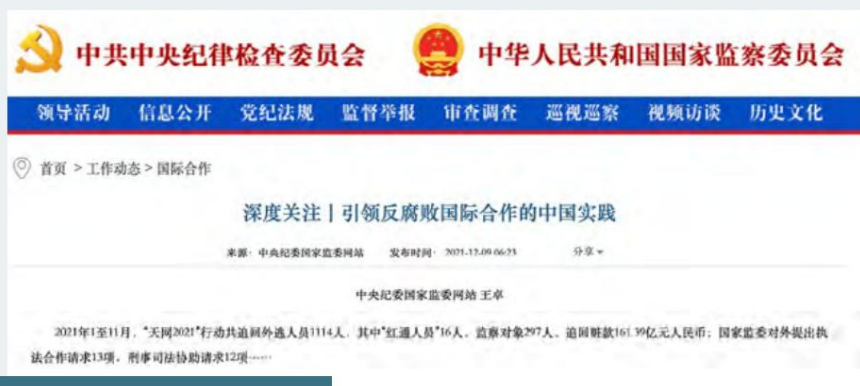 中共中央纪律检查委员会 中华人民共和国国家监察委员会
领导活动 信息公开 党纪法规 监督举报 审查调查 巡视巡察 视频访谈 历史文化
首页 > 工作动态 > 国际合作
深度关注丨引领反腐败国际合作的中国实践
来源：中央纪委国家监委网站 发布时间：2021-12-09 06:23 分享
中央纪委国家监委网站 王卓
2021年1至11月，“天网2021”行动共追回外逃人员1114人，其中“红通人员”16人、监察对象297人，追回赃款161.39亿元人民币；国家监委对外提出执
法合作请求13项，刑事司法协助请求12项……